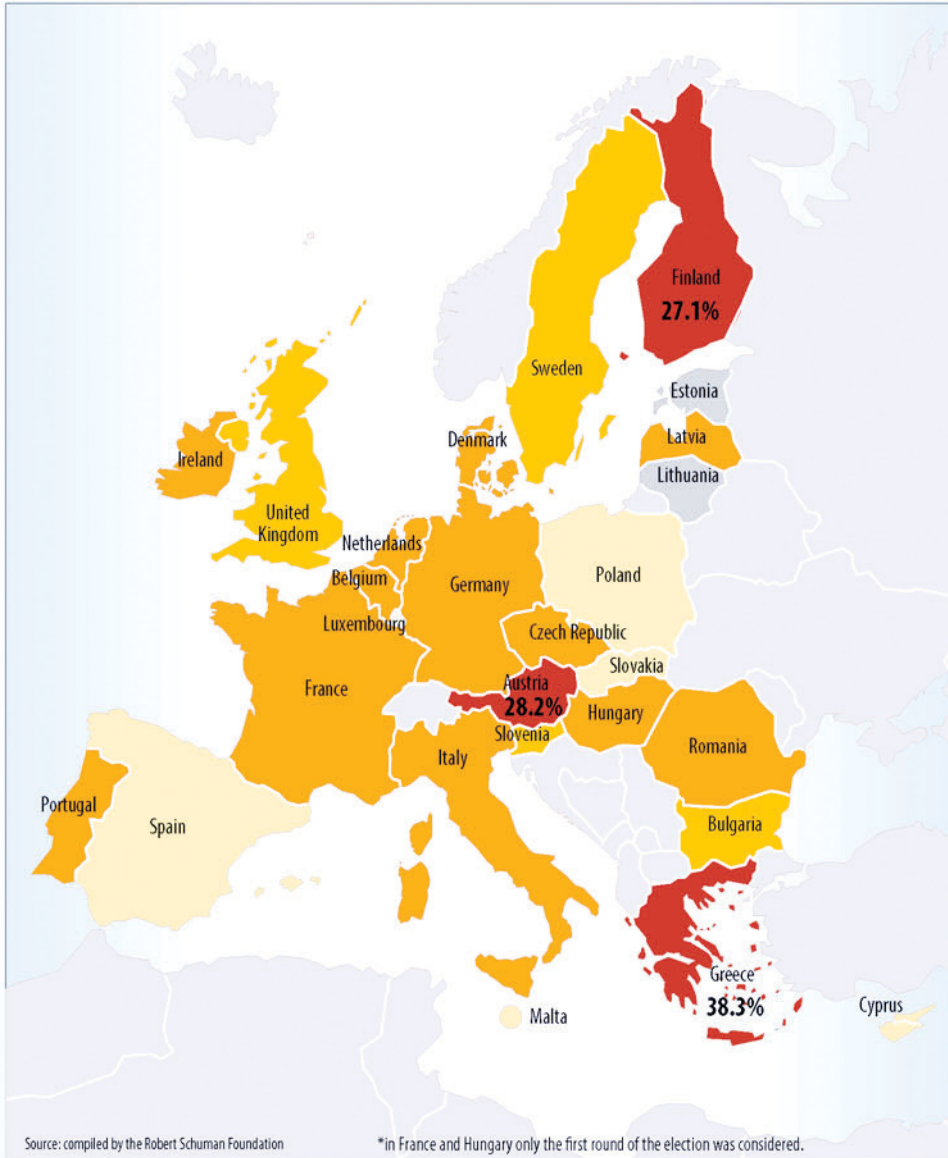 Finland
27.1%
Sweden
Estonia
Latvia
Lithuania
Denmark
Ireland
United
Kingdom
Netherlands
Belgium
Luxembourg
Germany
Poland
Czech Republic
Slovakia
Austria
28.2%
France
Hungary
Slovenia
Italy
Romania
Portugal
Spain
Bulgaria
Greece
38.3%
Malta
Cyprus
Source: compiled by the Robert Schuman Foundation
*in France and Hungary only the first round of the election was considered.